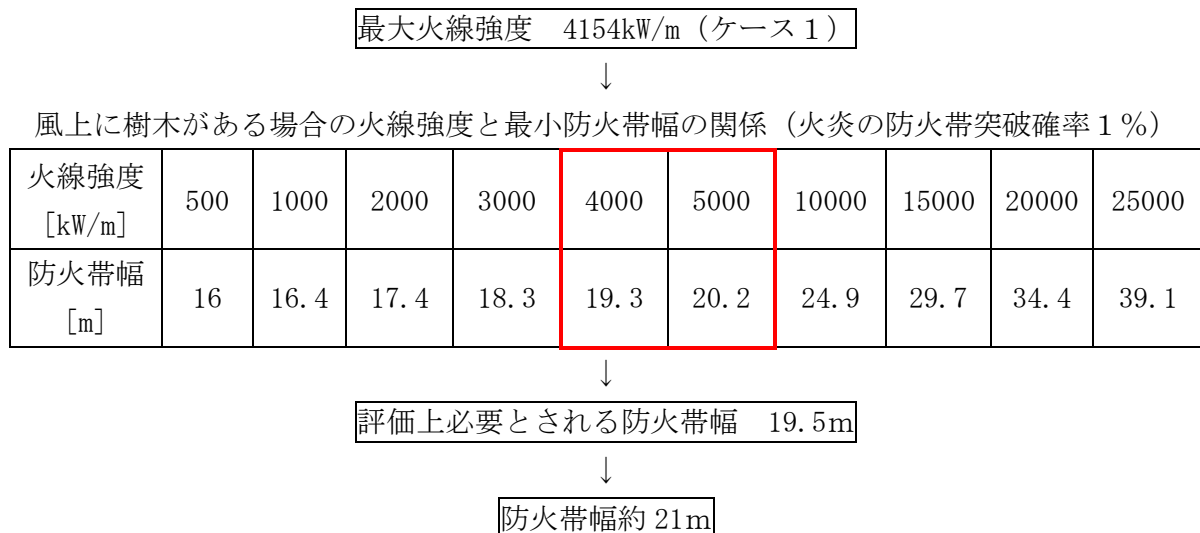 最大火線強度　4154kW/m（ケース１）
↓
風上に樹木がある場合の火線強度と最小防火帯幅の関係（火炎の防火帯突破確率１％）
火線強度[kW/m] 500 1000 2000 3000 4000 5000 10000 15000 20000 25000
防火帯幅[m] 16 16.4 17.4 18.3 19.3 20.2 24.9 29.7 34.4 39.1
↓
評価上必要とされる防火帯幅　19.5m
↓
防火帯幅約 21m